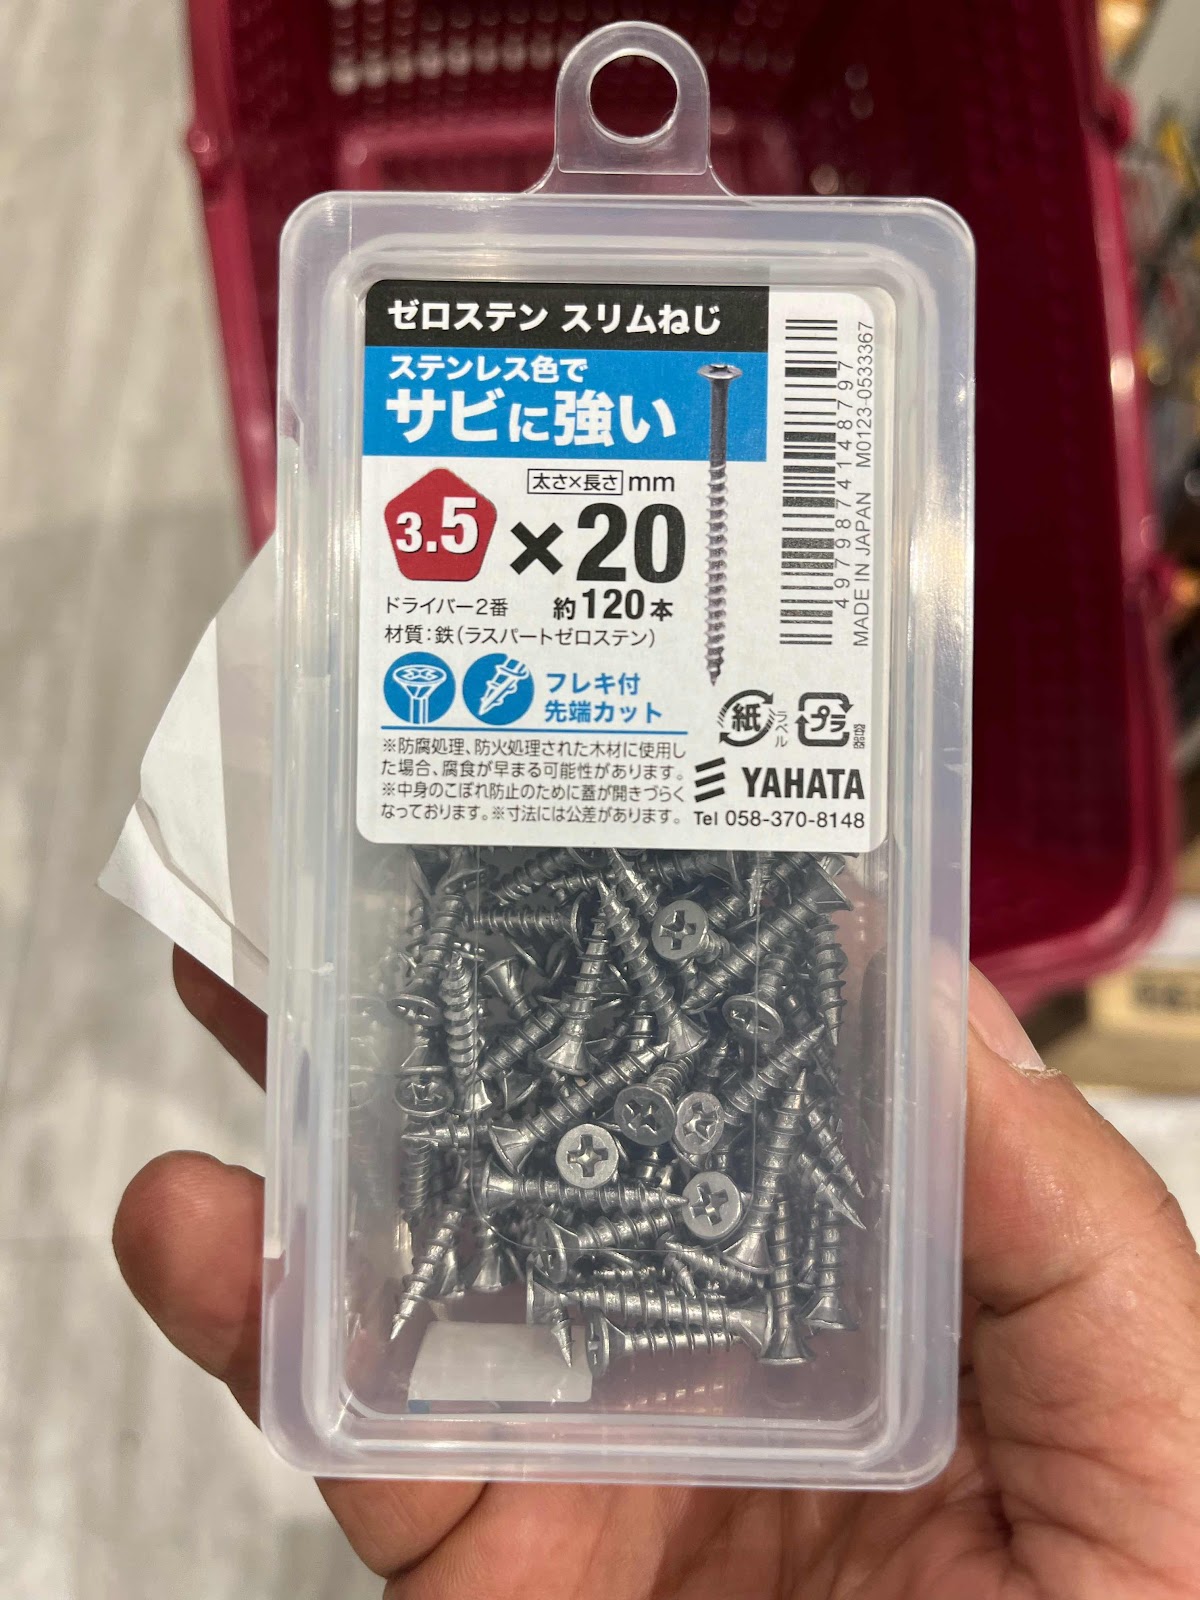 ゼロステン スリムねじ
ステンレス色で
サビに強い
太さ×長さ mm
3.5 ×20
ドライバー2番 約120本
材質:鉄(ラスパートゼロステン)
フレキ付
先端カット
※防腐処理、防火処理された木材に使用し
た場合、腐食が早まる可能性があります。
※中身のこぼれ防止のために蓋が開きづらく
なっております。※寸法には公差があります。
4979874148797
MADE IN JAPAN M0123-0533367
紙 ラベル
プラ 容器
YAHATA
Tel 058-370-8148